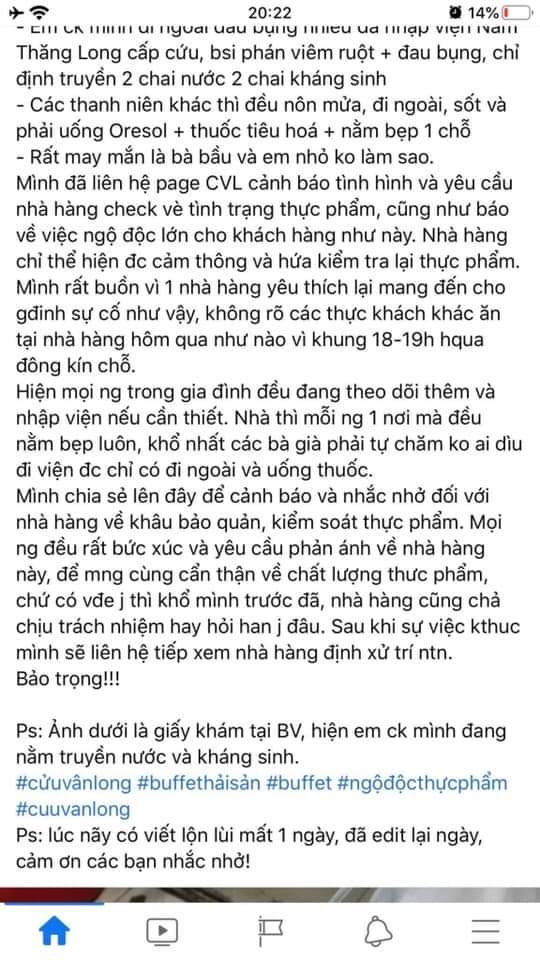 20:22
14%
- Em ck mình đi ngoài đau bụng nhiều đã nhập viện Nam
Thăng Long cấp cứu, bsi phán viêm ruột + đau bụng, chỉ
định truyền 2 chai nước 2 chai kháng sinh
- Các thanh niên khác thì đều nôn mửa, đi ngoài, sốt và
phải uống Oresol + thuốc tiêu hoá + nằm bẹp 1 chỗ
- Rất may mắn là bà bầu và em nhỏ ko làm sao.
Mình đã liên hệ page CVL cảnh báo tình hình và yêu cầu
nhà hàng check vè tình trạng thực phẩm, cũng như báo
về việc ngộ độc lớn cho khách hàng như này. Nhà hàng
chỉ thể hiện đc cảm thông và hứa kiểm tra lại thực phẩm.
Mình rất buồn vì 1 nhà hàng yêu thích lại mang đến cho
gđinh sự cố như vậy, không rõ các thực khách khác ăn
tại nhà hàng hôm qua như nào vì khung 18-19h hqua
đông kín chỗ.
Hiện mọi ng trong gia đình đều đang theo dõi thêm và
nhập viện nếu cần thiết. Nhà thì mỗi ng 1 nơi mà đều
nằm bẹp luôn, khổ nhất các bà già phải tự chăm ko ai dìu
đi viện đc chỉ có đi ngoài và uống thuốc.
Mình chia sẻ lên đây để cảnh báo và nhắc nhở đối với
nhà hàng về khâu bảo quản, kiểm soát thực phẩm. Mọi
ng đều rất bức xúc và yêu cầu phản ánh về nhà hàng
này, để mng cùng cẩn thận về chất lượng thưc phẩm,
chứ có vđe j thì khổ mình trước đã, nhà hàng cũng chả
chịu trách nhiệm hay hỏi han j đâu. Sau khi sự việc kthuc
mình sẽ liên hệ tiếp xem nhà hàng định xử trí ntn.
Bảo trọng!!!
Ps: Ảnh dưới là giấy khám tại BV, hiện em ck mình đang
nằm truyền nước và kháng sinh.
#cửuvânlong #buffethảisản #buffet #ngộđộcthựcphẩm
#cuuvanlong
Ps: lúc nãy có viết lộn lùi mất 1 ngày, đã edit lại ngày,
cảm ơn các bạn nhắc nhở!